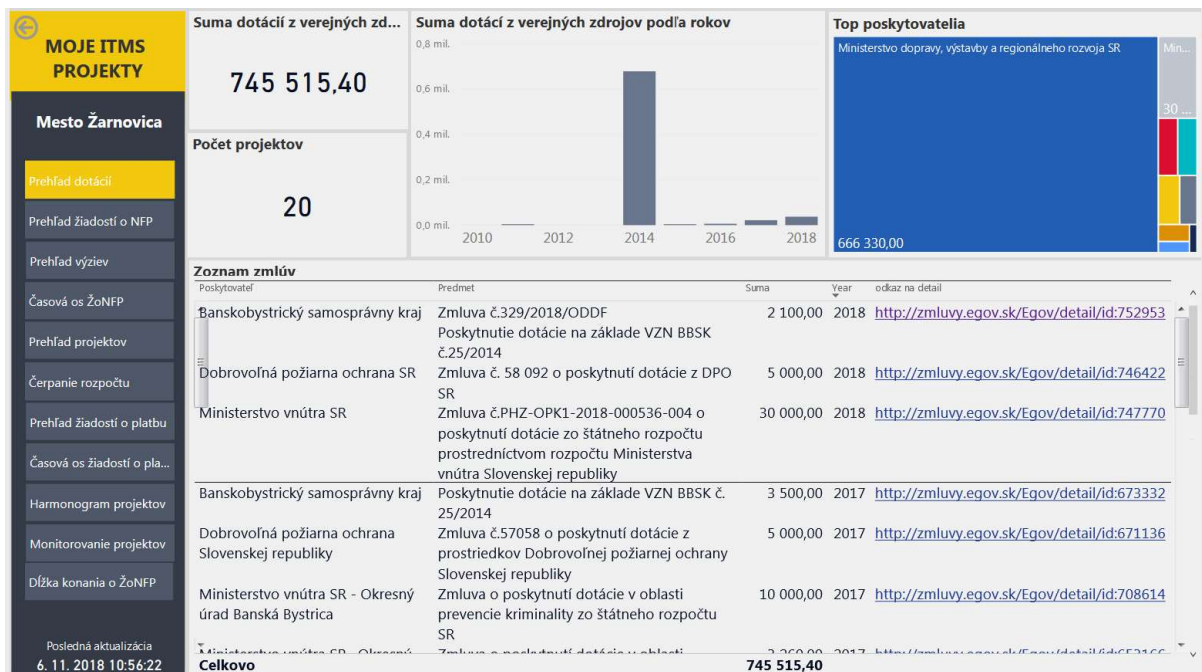 MOJE ITMS
PROJEKTY
Mesto Žarnovica
Prehľad dotácií
Prehľad žiadostí o NFP
Prehľad výziev
Časová os ŽoNFP
Prehľad projektov
Čerpanie rozpočtu
Prehľad žiadostí o platbu
Časová os žiadostí o pla...
Harmonogram projektov
Monitorovanie projektov
Dĺžka konania o ŽoNFP
Posledná aktualizácia
6. 11. 2018 10:56:22
Suma dotácií z verejných zd...
745 515,40
Počet projektov
20
Suma dotácí z verejných zdrojov podľa rokov
0,8 mil.
0,6 mil.
0,4 mil.
0,2 mil.
0,0 mil.
2010 2012 2014 2016 2018
Top poskytovatelia
Ministerstvo dopravy, výstavby a regionálneho rozvoja SR
666 330,00
Min...
30 ...
Zoznam zmlúv
Poskytovateľ Predmet Suma Year odkaz na detail
Banskobystrický samosprávny kraj Zmluva č.329/2018/ODDF 2 100,00 2018 http://zmluvy.egov.sk/Egov/detail/id:752953
Poskytnutie dotácie na základe VZN BBSK
č.25/2014
Dobrovoľná požiarna ochrana SR Zmluva č. 58 092 o poskytnutí dotácie z DPO 5 000,00 2018 http://zmluvy.egov.sk/Egov/detail/id:746422
SR
Ministerstvo vnútra SR Zmluva č.PHZ-OPK1-2018-000536-004 o 30 000,00 2018 http://zmluvy.egov.sk/Egov/detail/id:747770
poskytnutí dotácie zo štátneho rozpočtu
prostredníctvom rozpočtu Ministerstva
vnútra Slovenskej republiky
Banskobystrický samosprávny kraj Poskytnutie dotácie na základe VZN BBSK č. 3 500,00 2017 http://zmluvy.egov.sk/Egov/detail/id:673332
25/2014
Dobrovoľná požiarna ochrana Zmluva č.57058 o poskytnutí dotácie z 5 000,00 2017 http://zmluvy.egov.sk/Egov/detail/id:671136
Slovenskej republiky prostriedkov Dobrovoľnej požiarnej ochrany
Slovenskej republiky
Ministerstvo vnútra SR - Okresný Zmluva o poskytnutí dotácie v oblasti 10 000,00 2017 http://zmluvy.egov.sk/Egov/detail/id:708614
úrad Banská Bystrica prevencie kriminality zo štátneho rozpočtu
SR
Ministerstvo vnútra SR - Okresný Zmluva o poskytnutí dotácie v oblasti 2017
Celkovo 745 515,40